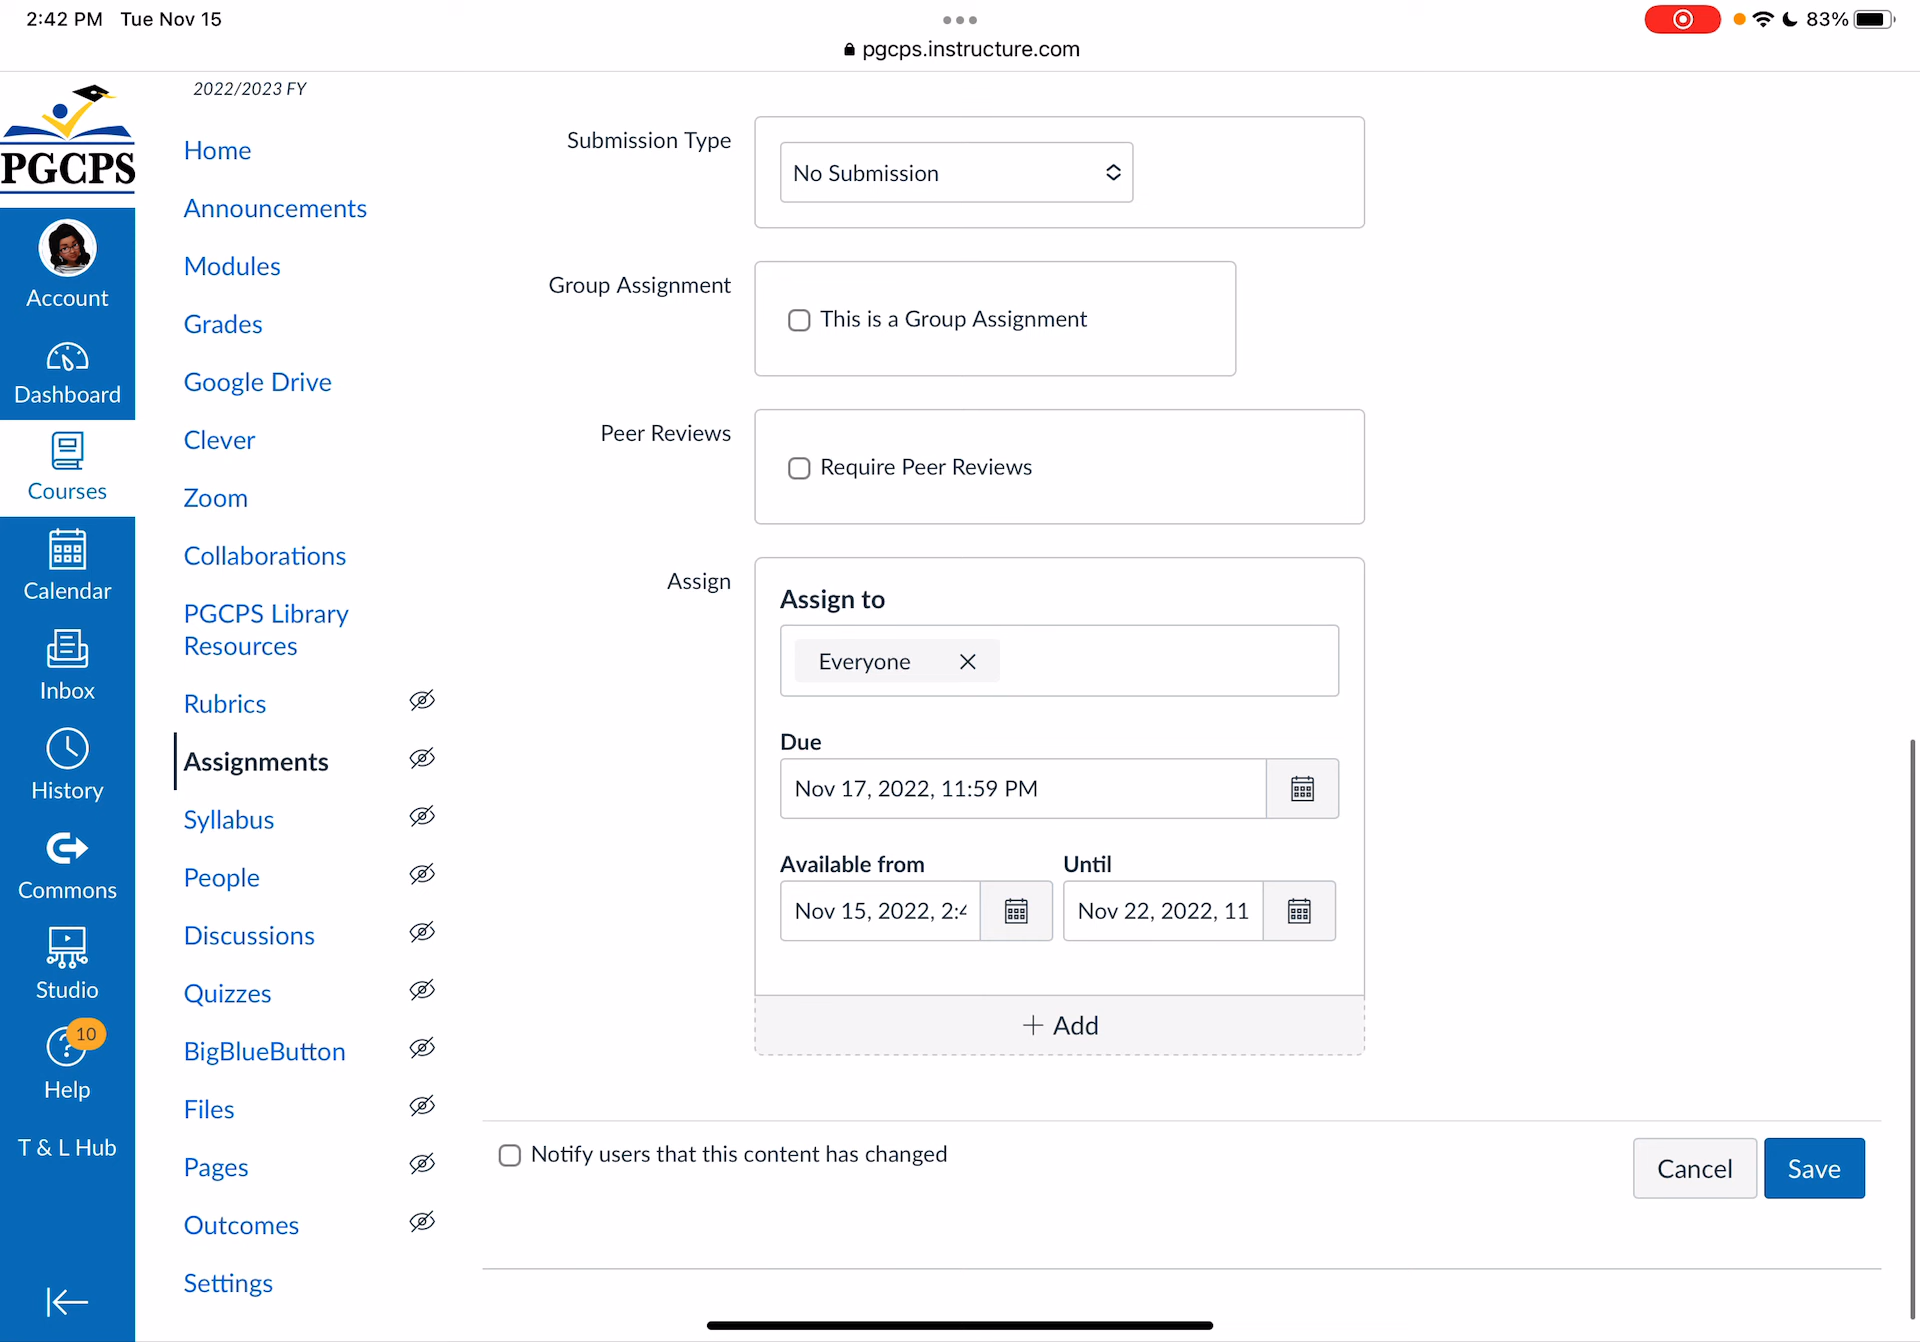 2:42 PM Tue Nov 15
83%
pgcps.instructure.com
PGCPS
Account
Dashboard
Courses
Calendar
Inbox
History
Commons
Studio
10
Help
T & L Hub
2022/2023 FY
Home
Announcements
Modules
Grades
Google Drive
Clever
Zoom
Collaborations
PGCPS Library
Resources
Rubrics
Assignments
Syllabus
People
Discussions
Quizzes
BigBlueButton
Files
Pages
Outcomes
Settings
Submission Type
No Submission
Group Assignment
This is a Group Assignment
Peer Reviews
Require Peer Reviews
Assign
Assign to
Everyone
Due
Nov 17, 2022, 11:59 PM
Available from Until
Nov 15, 2022, 2:4 Nov 22, 2022, 11
+ Add
Notify users that this content has changed
Cancel Save